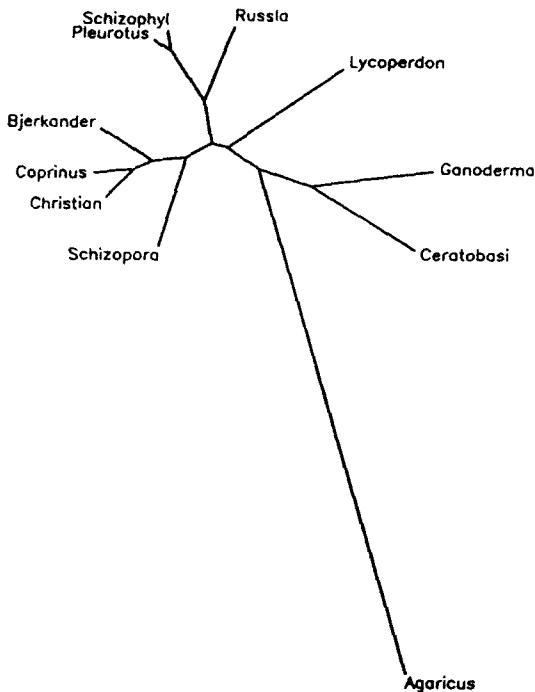 Schizophyl
Pleurotus
Russla
Lycoperdon
Bjerkander
Coprinus
Ganoderma
Christian
Schizopora
Ceratobasi
Agaricus